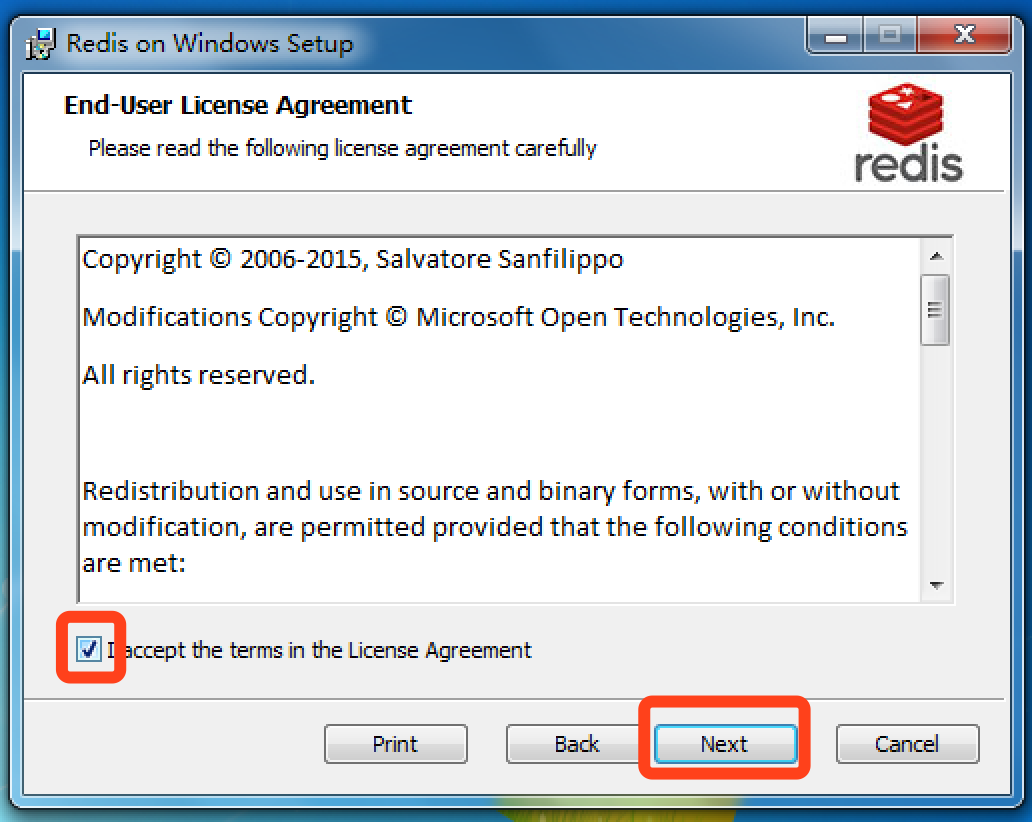 Redis on Windows Setup
End-User License Agreement
Please read the following license agreement carefully
redis
Copyright © 2006-2015, Salvatore Sanfilippo
Modifications Copyright © Microsoft Open Technologies, Inc.
All rights reserved.
Redistribution and use in source and binary forms, with or without
modification, are permitted provided that the following conditions
are met:
I accept the terms in the License Agreement
Print Back Next Cancel